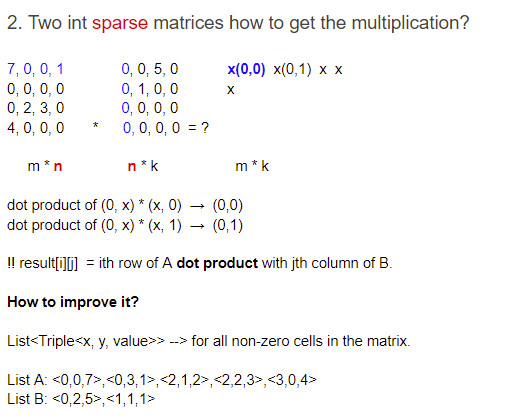 2. Two int sparse matrices how to get the multiplication?
7, 0, 0, 1 0, 0, 5, 0 x(0,0) x(0,1) x x
0, 0, 0, 0 0, 1, 0, 0 x
0, 2, 3, 0 0, 0, 0, 0
4, 0, 0, 0 * 0, 0, 0, 0 = ?
m * n n * k m * k
dot product of (0, x) * (x, 0) → (0,0)
dot product of (0, x) * (x, 1) → (0,1)
!! result[i][j] = ith row of A dot product with jth column of B.
How to improve it?
List<Triple<x, y, value>> --> for all non-zero cells in the matrix.
List A: <0,0,7>,<0,3,1>,<2,1,2>,<2,2,3>,<3,0,4>
List B: <0,2,5>,<1,1,1>